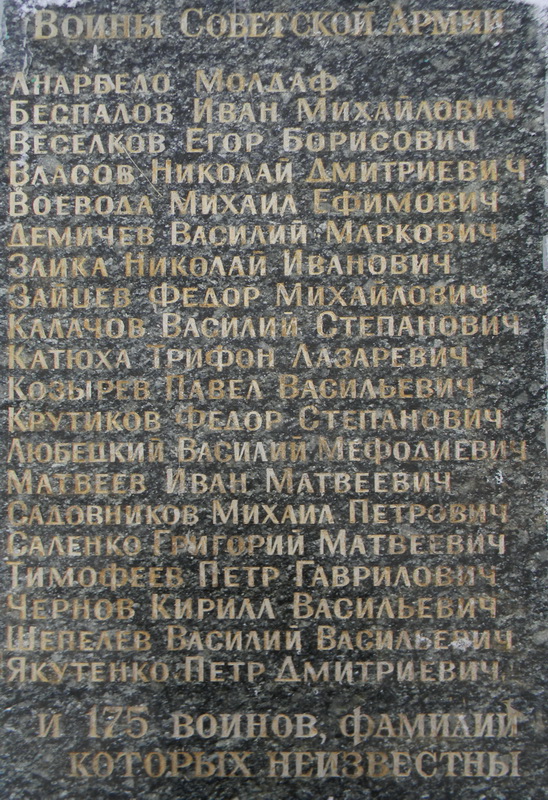 Воины Советской Армии
Анарбело Молдаф
Беспалов Иван Михайлович
Веселков Егор Борисович
Власов Николай Дмитриевич
Воевода Михаил Ефимович
Демичев Василий Маркович
Заика Николай Иванович
Зайцев Федор Михайлович
Калачов Василий Степанович
Катюха Трифон Лазаревич
Козырев Павел Васильевич
Крутиков Федор Степанович
Любецкий Василий Мефолиевич
Матвеев Иван Матвеевич
Садовников Михаил Петрович
Саленко Григорий Матвеевич
Тимофеев Петр Гаврилович
Чернов Кирилл Васильевич
Шепелев Василий Васильевич
Якутенко Петр Дмитриевич
и 175 воинов, фамилий
которых неизвестны